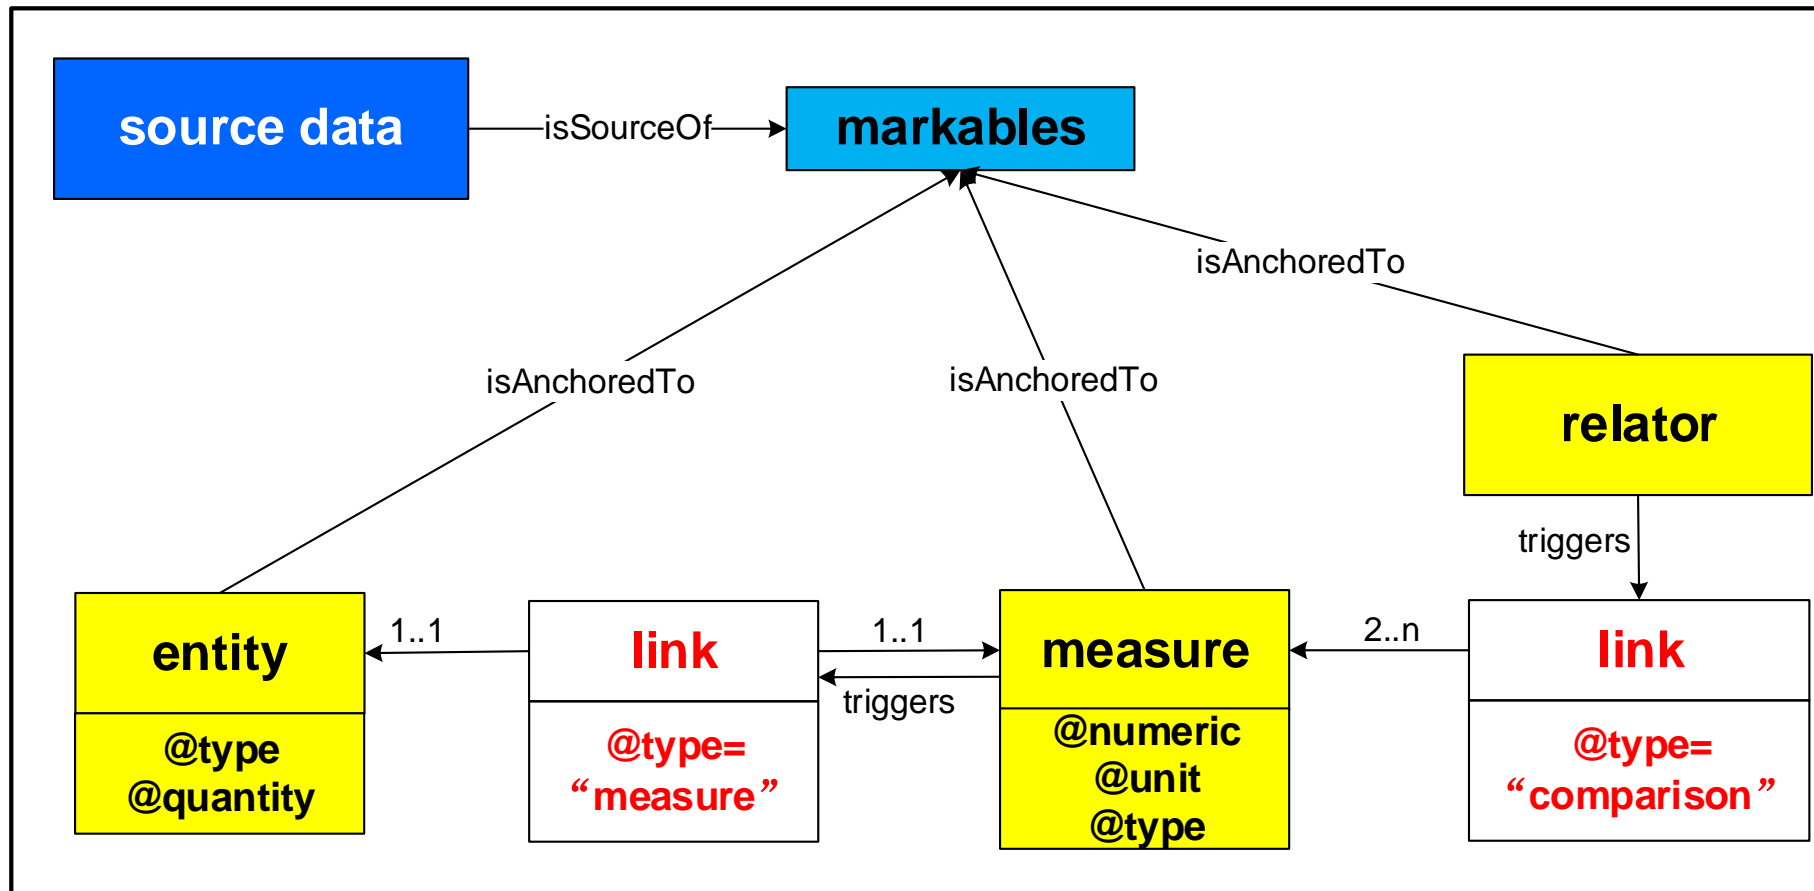 source data
isSourceOf
markables
isAnchoredTo
isAnchoredTo
isAnchoredTo
relator
triggers
entity
1..1
link
1..1
triggers
measure
2..n
link
@type
@quantity
@type=
“measure”
@numeric
@unit
@type
@type=
“comparison”